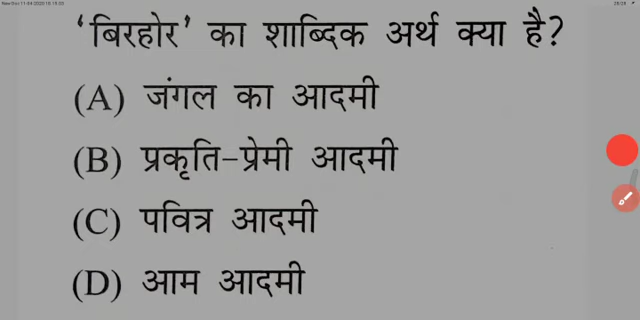 ‘बिरहोर’ का शाब्दिक अर्थ क्या है?
(A) जंगल का आदमी
(B) प्रकृति-प्रेमी आदमी
(C) पवित्र आदमी
(D) आम आदमी